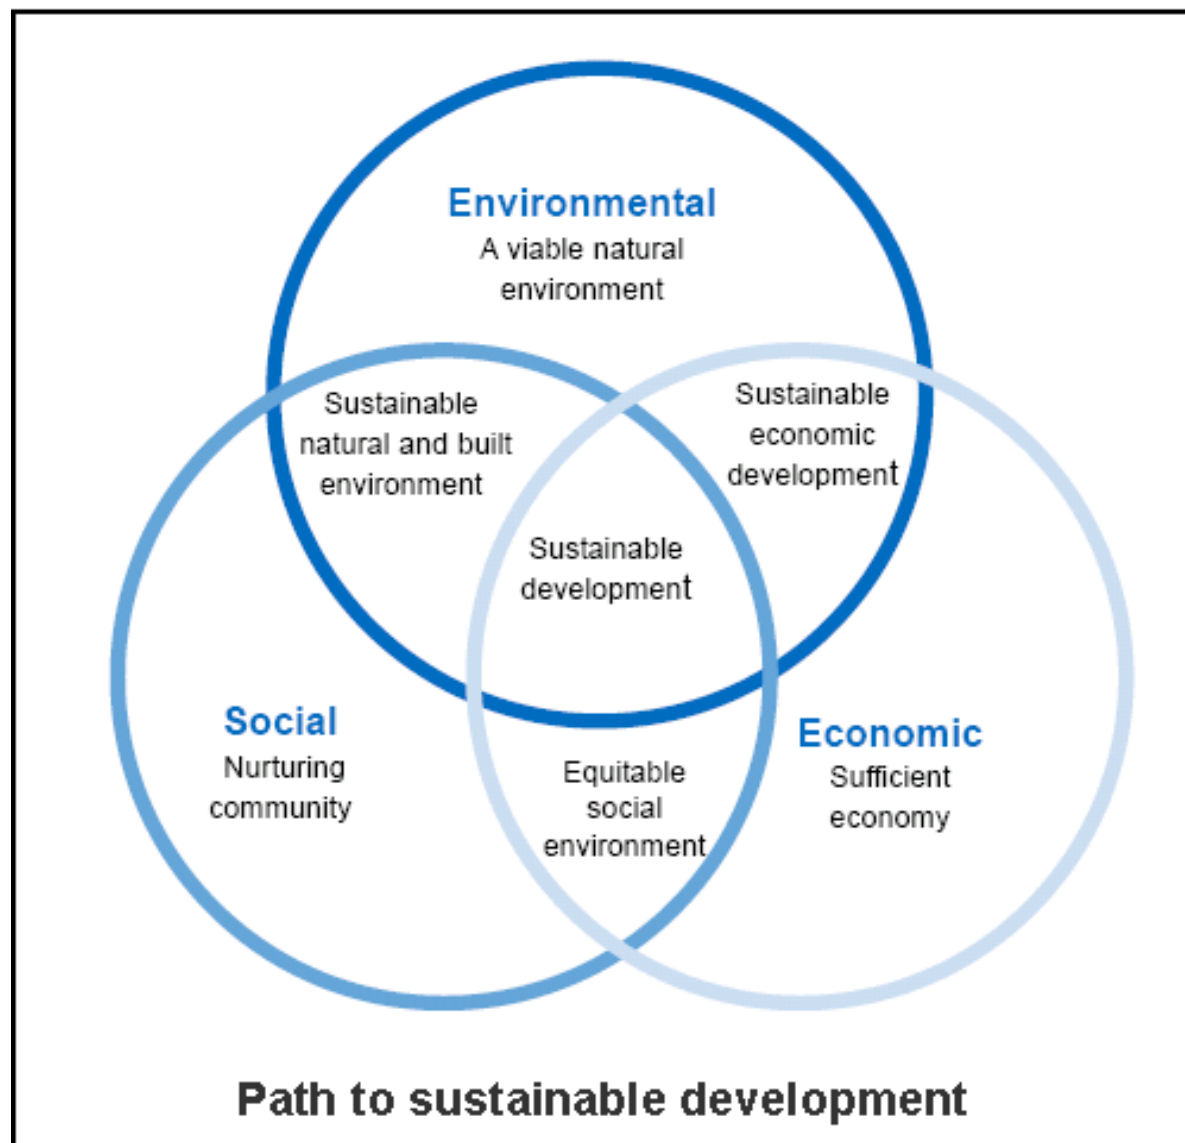 Environmental
A viable natural
environment
Sustainable
natural and built
environment
Sustainable
economic
development
Sustainable
development
Social
Nurturing
community
Equitable
social
environment
Economic
Sufficient
economy
Path to sustainable development